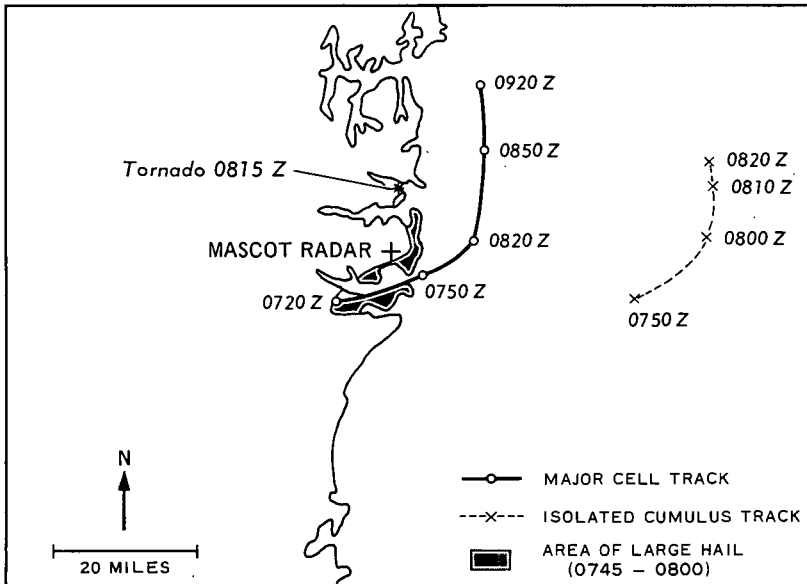 0920 Z
0850 Z
Tornado 0815 Z
0820 Z
0810 Z
MASCOT RADAR
0820 Z
0800 Z
0720 Z
0750 Z
0750 Z
N
20 MILES
MAJOR CELL TRACK
ISOLATED CUMULUS TRACK
AREA OF LARGE HAIL
(0745 – 0800)